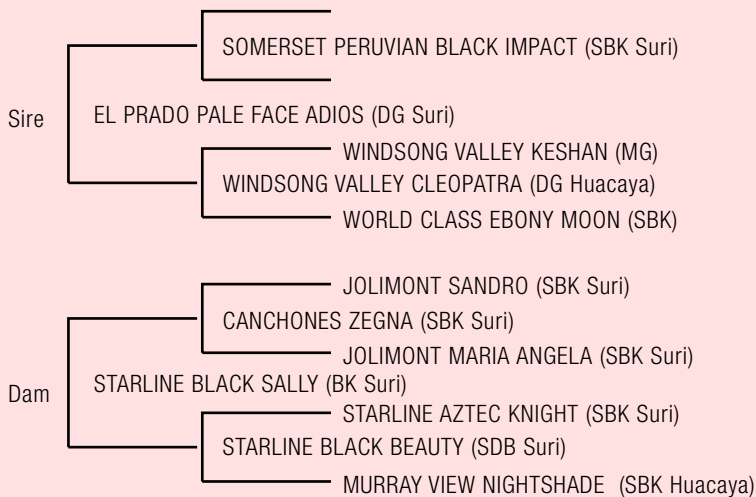 SOMERSET PERUVIAN BLACK IMPACT (SBK Suri)
Sire
EL PRADO PALE FACE ADIOS (DG Suri)
WINDSONG VALLEY KESHAN (MG)
WINDSONG VALLEY CLEOPATRA (DG Huacaya)
WORLD CLASS EBONY MOON (SBK)
JOLIMONT SANDRO (SBK Suri)
CANCHONES ZEGNA (SBK Suri)
JOLIMONT MARIA ANGELA (SBK Suri)
Dam
STARLINE BLACK SALLY (BK Suri)
STARLINE AZTEC KNIGHT (SBK Suri)
STARLINE BLACK BEAUTY (SDB Suri)
MURRAY VIEW NIGHTSHADE (SBK Huacaya)